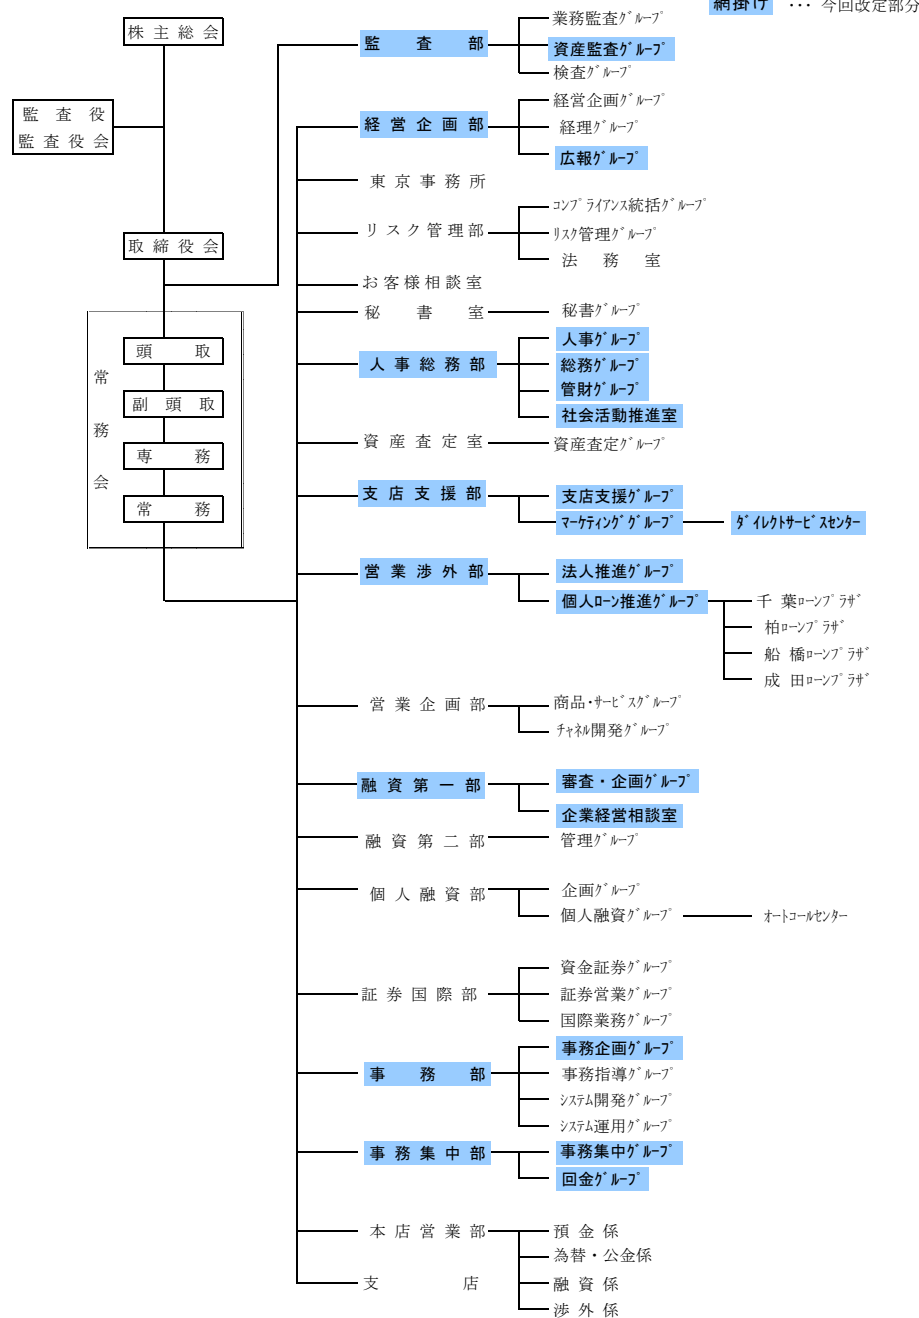 網掛け ･･･ 今回改定部分
株主総会
監査役
監査役会
取締役会
常務会
頭取
副頭取
専務
常務
監査部
業務監査ｸﾞﾙｰﾌﾟ
資産監査ｸﾞﾙｰﾌﾟ
検査ｸﾞﾙｰﾌﾟ
経営企画部
経営企画ｸﾞﾙｰﾌﾟ
経理ｸﾞﾙｰﾌﾟ
広報ｸﾞﾙｰﾌﾟ
東京事務所
リスク管理部
ｺﾝﾌﾟﾗｲｱﾝｽ統括ｸﾞﾙｰﾌﾟ
ﾘｽｸ管理ｸﾞﾙｰﾌﾟ
法務室
お客様相談室
秘書室
秘書ｸﾞﾙｰﾌﾟ
人事総務部
人事ｸﾞﾙｰﾌﾟ
総務ｸﾞﾙｰﾌﾟ
管財ｸﾞﾙｰﾌﾟ
社会活動推進室
資産査定室
資産査定ｸﾞﾙｰﾌﾟ
支店支援部
支店支援ｸﾞﾙｰﾌﾟ
ﾏｰｹﾃｨﾝｸﾞｸﾞﾙｰﾌﾟ
ﾀﾞｲﾚｸﾄｻｰﾋﾞｽｾﾝﾀｰ
営業渉外部
法人推進ｸﾞﾙｰﾌﾟ
個人ﾛｰﾝ推進ｸﾞﾙｰﾌﾟ
千 葉ﾛｰﾝﾌﾟﾗｻﾞ
柏ﾛｰﾝﾌﾟﾗｻﾞ
船 橋ﾛｰﾝﾌﾟﾗｻﾞ
成 田ﾛｰﾝﾌﾟﾗｻﾞ
営業企画部
商品・ｻｰﾋﾞｽｸﾞﾙｰﾌﾟ
ﾁｬﾈﾙ開発ｸﾞﾙｰﾌﾟ
融資第一部
審査・企画ｸﾞﾙｰﾌﾟ
企業経営相談室
融資第二部
管理ｸﾞﾙｰﾌﾟ
個人融資部
企画ｸﾞﾙｰﾌﾟ
個人融資ｸﾞﾙｰﾌﾟ
ｵｰﾄｺｰﾙｾﾝﾀｰ
証券国際部
資金証券ｸﾞﾙｰﾌﾟ
証券営業ｸﾞﾙｰﾌﾟ
国際業務ｸﾞﾙｰﾌﾟ
事務部
事務企画ｸﾞﾙｰﾌﾟ
事務指導ｸﾞﾙｰﾌﾟ
ｼｽﾃﾑ開発ｸﾞﾙｰﾌﾟ
ｼｽﾃﾑ運用ｸﾞﾙｰﾌﾟ
事務集中部
事務集中ｸﾞﾙｰﾌﾟ
回金ｸﾞﾙｰﾌﾟ
本店営業部
預金係
為替・公金係
支店
融資係
渉外係